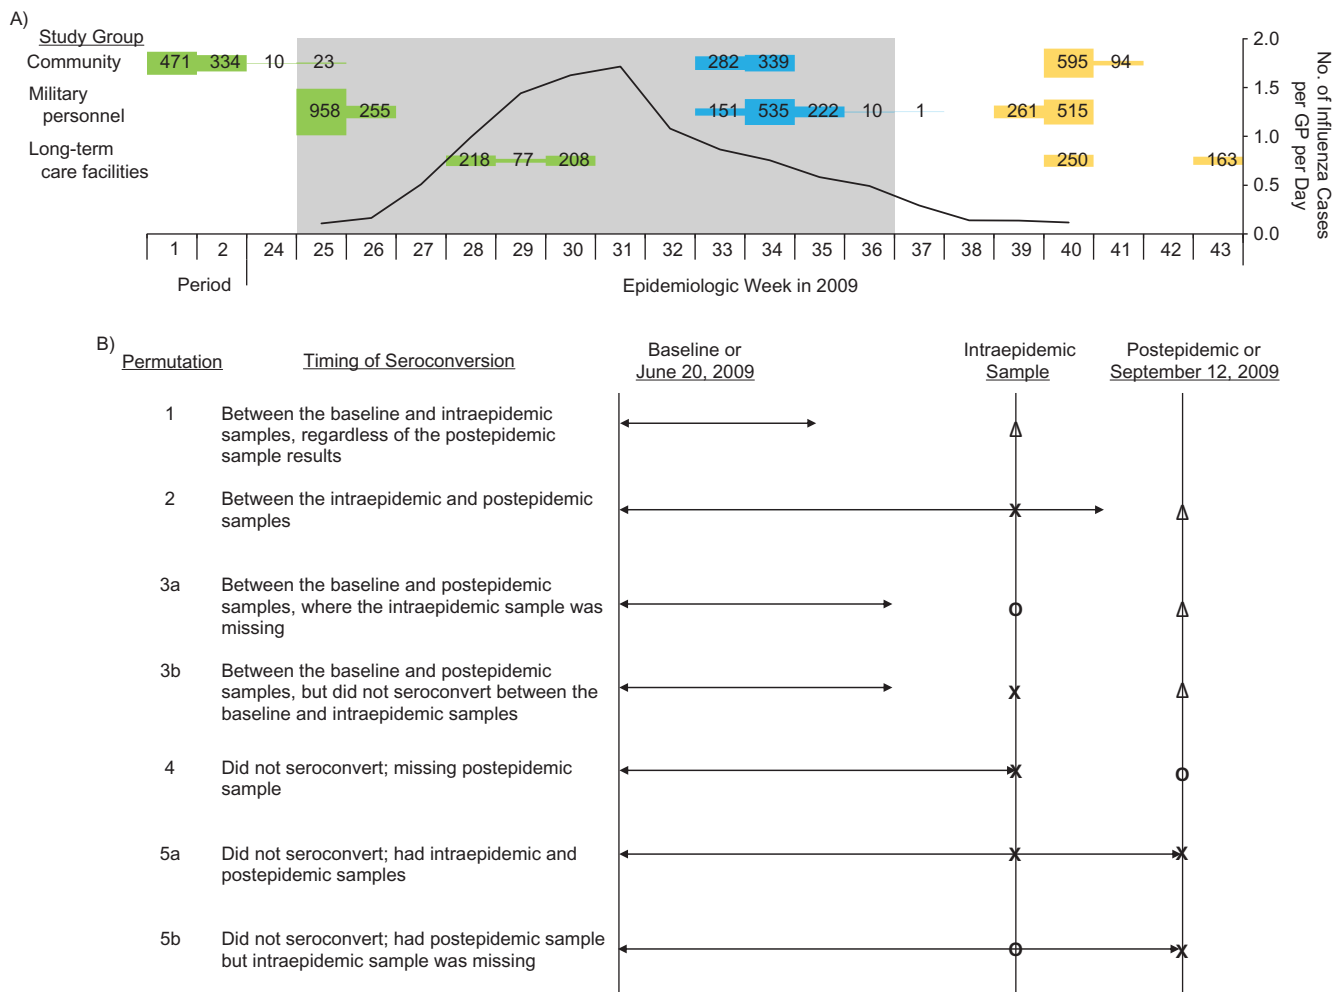 A)
Study Group
Community
471 334 10 23 282 339 595 94
Military
personnel
958 255 151 535 222 10 1 261 515
Long-term
care facilities
218 77 208 250 163
2.0
1.5
1.0
0.5
0.0
No. of Influenza Cases
per GP per Day
1 2 24 25 26 27 28 29 30 31 32 33 34 35 36 37 38 39 40 41 42 43
Period
Epidemiologic Week in 2009
B)
Permutation
Timing of Seroconversion
Baseline or
June 20, 2009
Intraepidemic
Sample
Postepidemic or
September 12, 2009
1
Between the baseline and intraepidemic
samples, regardless of the postepidemic
sample results
Δ
2
Between the intraepidemic and postepidemic
samples
X Δ
3a
Between the baseline and postepidemic
samples, where the intraepidemic sample was
missing
O Δ
3b
Between the baseline and postepidemic
samples, but did not seroconvert between the
baseline and intraepidemic samples
X Δ
4
Did not seroconvert; missing postepidemic
sample
X O
5a
Did not seroconvert; had intraepidemic and
postepidemic samples
X X
5b
Did not seroconvert; had postepidemic sample
but intraepidemic sample was missing
O X